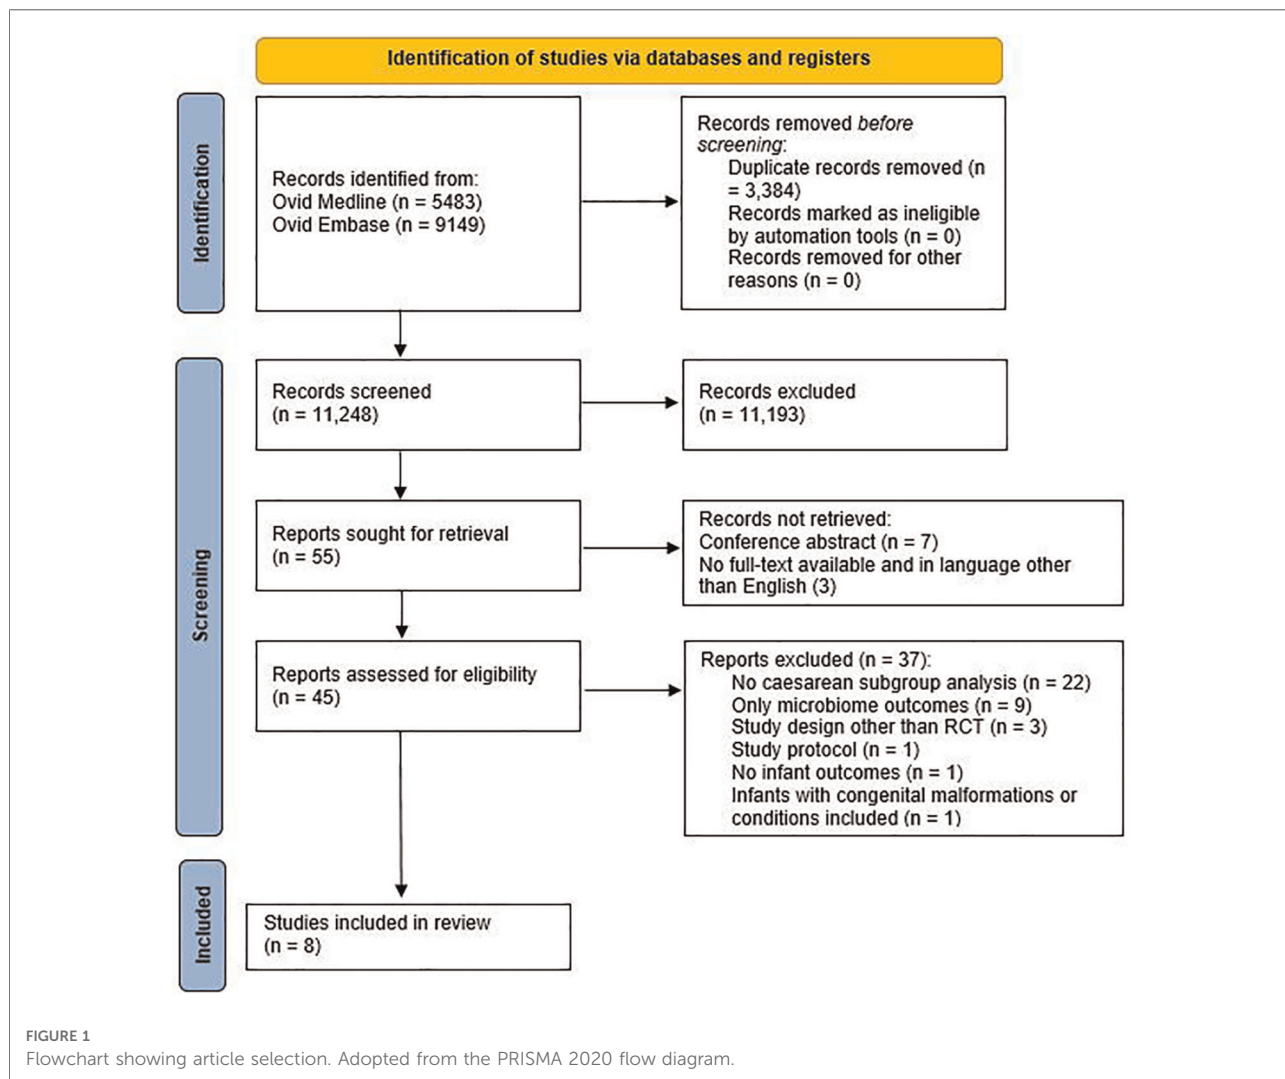 Identification of studies via databases and registers
Identification
Records identified from:
Ovid Medline (n = 5483)
Ovid Embase (n = 9149)
Records removed before
screening:
Duplicate records removed (n
= 3,384)
Records marked as ineligible
by automation tools (n = 0)
Records removed for other
reasons (n = 0)
Screening
Records screened
(n = 11,248)
Records excluded
(n = 11,193)
Reports sought for retrieval
(n = 55)
Records not retrieved:
Conference abstract (n = 7)
No full-text available and in language other
than English (3)
Reports assessed for eligibility
(n = 45)
Reports excluded (n = 37):
No caesarean subgroup analysis (n = 22)
Only microbiome outcomes (n = 9)
Study design other than RCT (n = 3)
Study protocol (n = 1)
No infant outcomes (n = 1)
Infants with congenital malformations or
conditions included (n = 1)
Included
Studies included in review
(n = 8)
FIGURE 1
Flowchart showing article selection. Adopted from the PRISMA 2020 flow diagram.